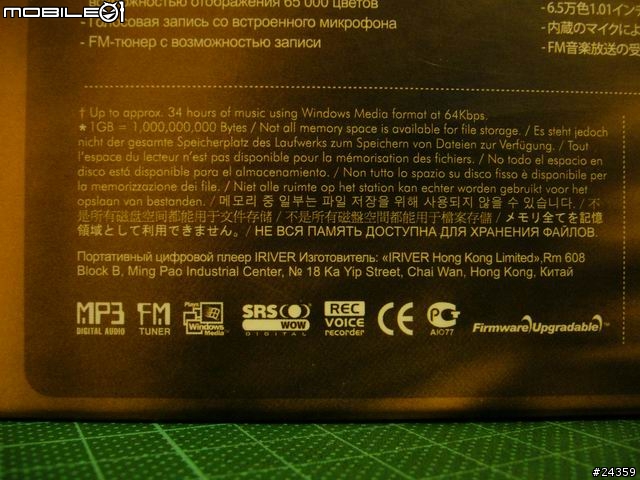 MOBILE01
возможностью отображения 65 000 цветов
- Голосовая запись со встроенного микрофона
- FM-тюнер с возможностью записи
- 6.5万色1.01インチ
- 内蔵のマイクによ
- FM音楽放送の受
† Up to approx. 34 hours of music using Windows Media format at 64Kbps.
* 1GB = 1,000,000,000 Bytes / Not all memory space is available for file storage. / Es steht jedoch
nicht der gesamte Speicherplatz des Laufwerks zum Speichern von Dateien zur Verfügung. / Tout
l'espace du lecteur n'est pas disponible pour la mémorisation des fichiers. / No todo el espacio en
disco está disponible para el almacenamiento. / Non tutto lo spazio su disco fisso è disponibile per
la memorizzazione dei file. / Niet alle ruimte op het station kan echter worden gebruikt voor het
opslaan van bestanden. / 메모리 중 일부는 파일 저장을 위해 사용되지 않을 수 있습니다. / 不
是所有磁盘空间都能用于文件存储 / 不是所有磁盤空間都能用于檔案存儲 / メモリ全てを記憶
領域として利用できません。 / НЕ ВСЯ ПАМЯТЬ ДОСТУПНА ДЛЯ ХРАНЕНИЯ ФАЙЛОВ.
Портативный цифровой плеер IRIVER Изготовитель: «IRIVER Hong Kong Limited»,Rm 608
Block B, Ming Pao Industrial Center, № 18 Ka Yip Street, Chai Wan, Hong Kong, Китай
MP3 DIGITAL AUDIO
FM TUNER
Plays Windows Media™
SRS WOW DIGITAL
REC VOICE recorder
CE
РС АЮ77
Firmware Upgradable™
#24359